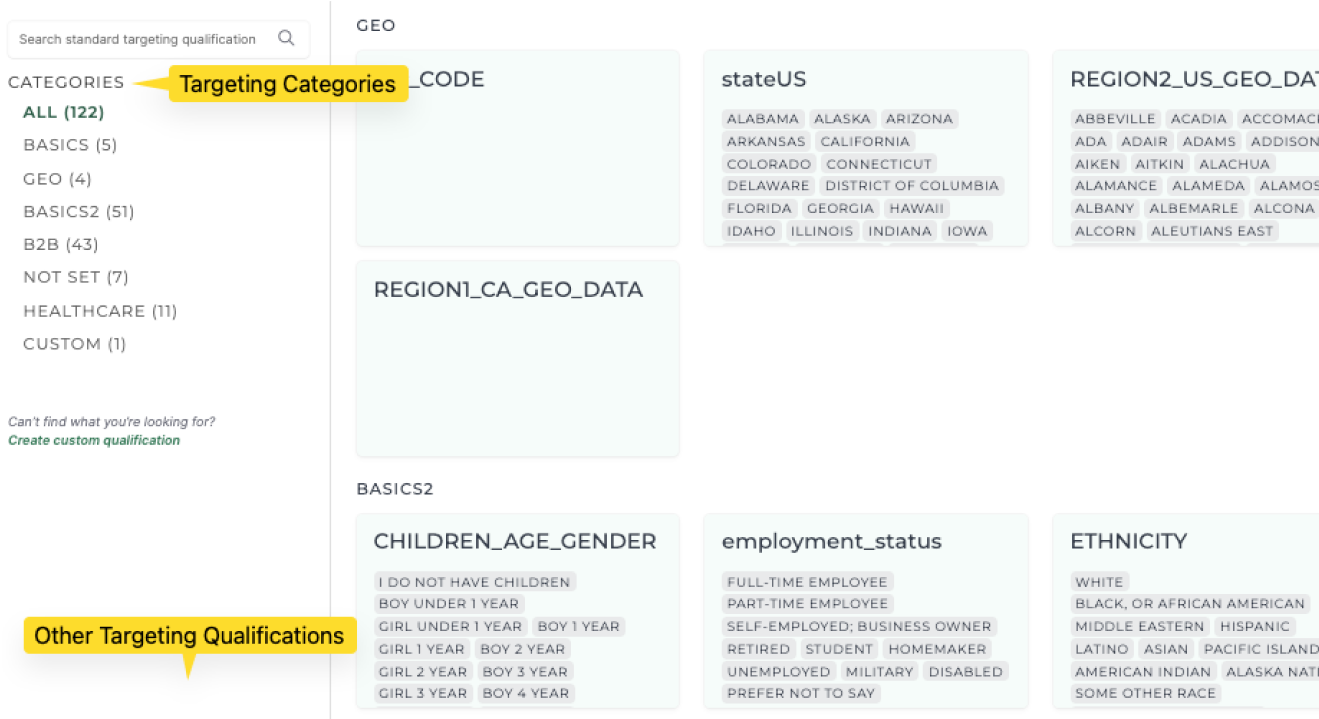 Search standard targeting qualification
CATEGORIES
Targeting Categories
ALL (122)
BASICS (5)
GEO (4)
BASICS2 (51)
B2B (43)
NOT SET (7)
HEALTHCARE (11)
CUSTOM (1)
Can't find what you're looking for?
Create custom qualification
Other Targeting Qualifications
GEO
_CODE
stateUS
ALABAMA ALASKA ARIZONA
ARKANSAS CALIFORNIA
COLORADO CONNECTICUT
DELAWARE DISTRICT OF COLUMBIA
FLORIDA GEORGIA HAWAII
IDAHO ILLINOIS INDIANA IOWA
REGION2_US_GEO_DAT
ABBEVILLE ACADIA ACCOMACK
ADA ADAIR ADAMS ADDISON
AIKEN AITKIN ALACHUA
ALAMANCE ALAMEDA ALAMOS
ALBANY ALBEMARLE ALCONA
ALCORN ALEUTIANS EAST
REGION1_CA_GEO_DATA
BASICS2
CHILDREN_AGE_GENDER
I DO NOT HAVE CHILDREN
BOY UNDER 1 YEAR
GIRL UNDER 1 YEAR BOY 1 YEAR
GIRL 1 YEAR BOY 2 YEAR
GIRL 2 YEAR BOY 3 YEAR
GIRL 3 YEAR BOY 4 YEAR
employment_status
FULL-TIME EMPLOYEE
PART-TIME EMPLOYEE
SELF-EMPLOYED; BUSINESS OWNER
RETIRED STUDENT HOMEMAKER
UNEMPLOYED MILITARY DISABLED
PREFER NOT TO SAY
ETHNICITY
WHITE
BLACK, OR AFRICAN AMERICAN
MIDDLE EASTERN HISPANIC
LATINO ASIAN PACIFIC ISLAND
AMERICAN INDIAN ALASKA NATI
SOME OTHER RACE